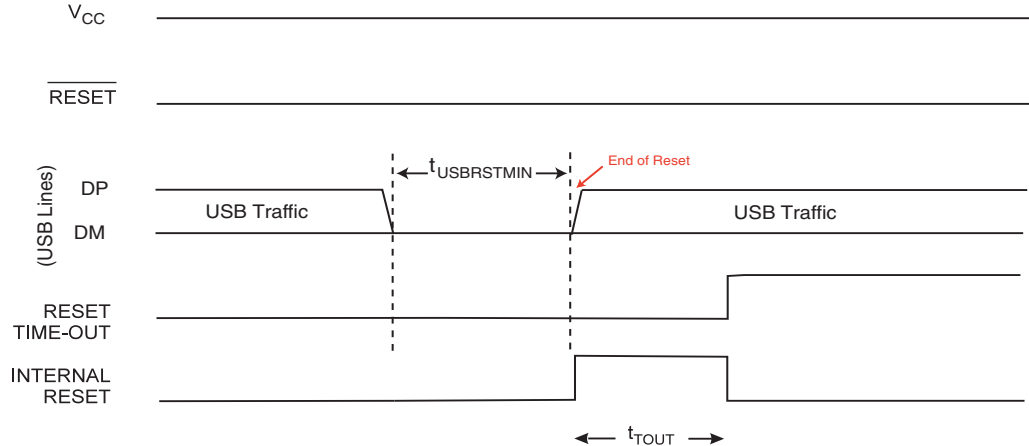 VCC
RESET
(USB Lines)
DP
DM
tUSBRSTMIN
End of Reset
USB Traffic
USB Traffic
RESET
TIME-OUT
INTERNAL
RESET
tTOUT